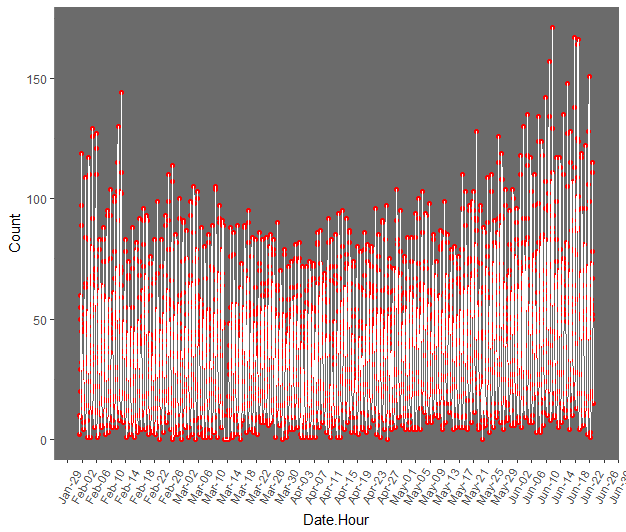 Count
150
100
50
0
Jan-29
Feb-02
Feb-06
Feb-10
Feb-14
Feb-18
Feb-22
Feb-26
Mar-02
Mar-06
Mar-10
Mar-14
Mar-18
Mar-22
Mar-26
Mar-30
Apr-03
Apr-07
Apr-11
Apr-15
Apr-19
Apr-23
Apr-27
May-01
May-05
May-09
May-13
May-17
May-21
May-25
May-29
Jun-02
Jun-06
Jun-10
Jun-14
Jun-18
Jun-22
Jun-26
Jun-30
Date.Hour